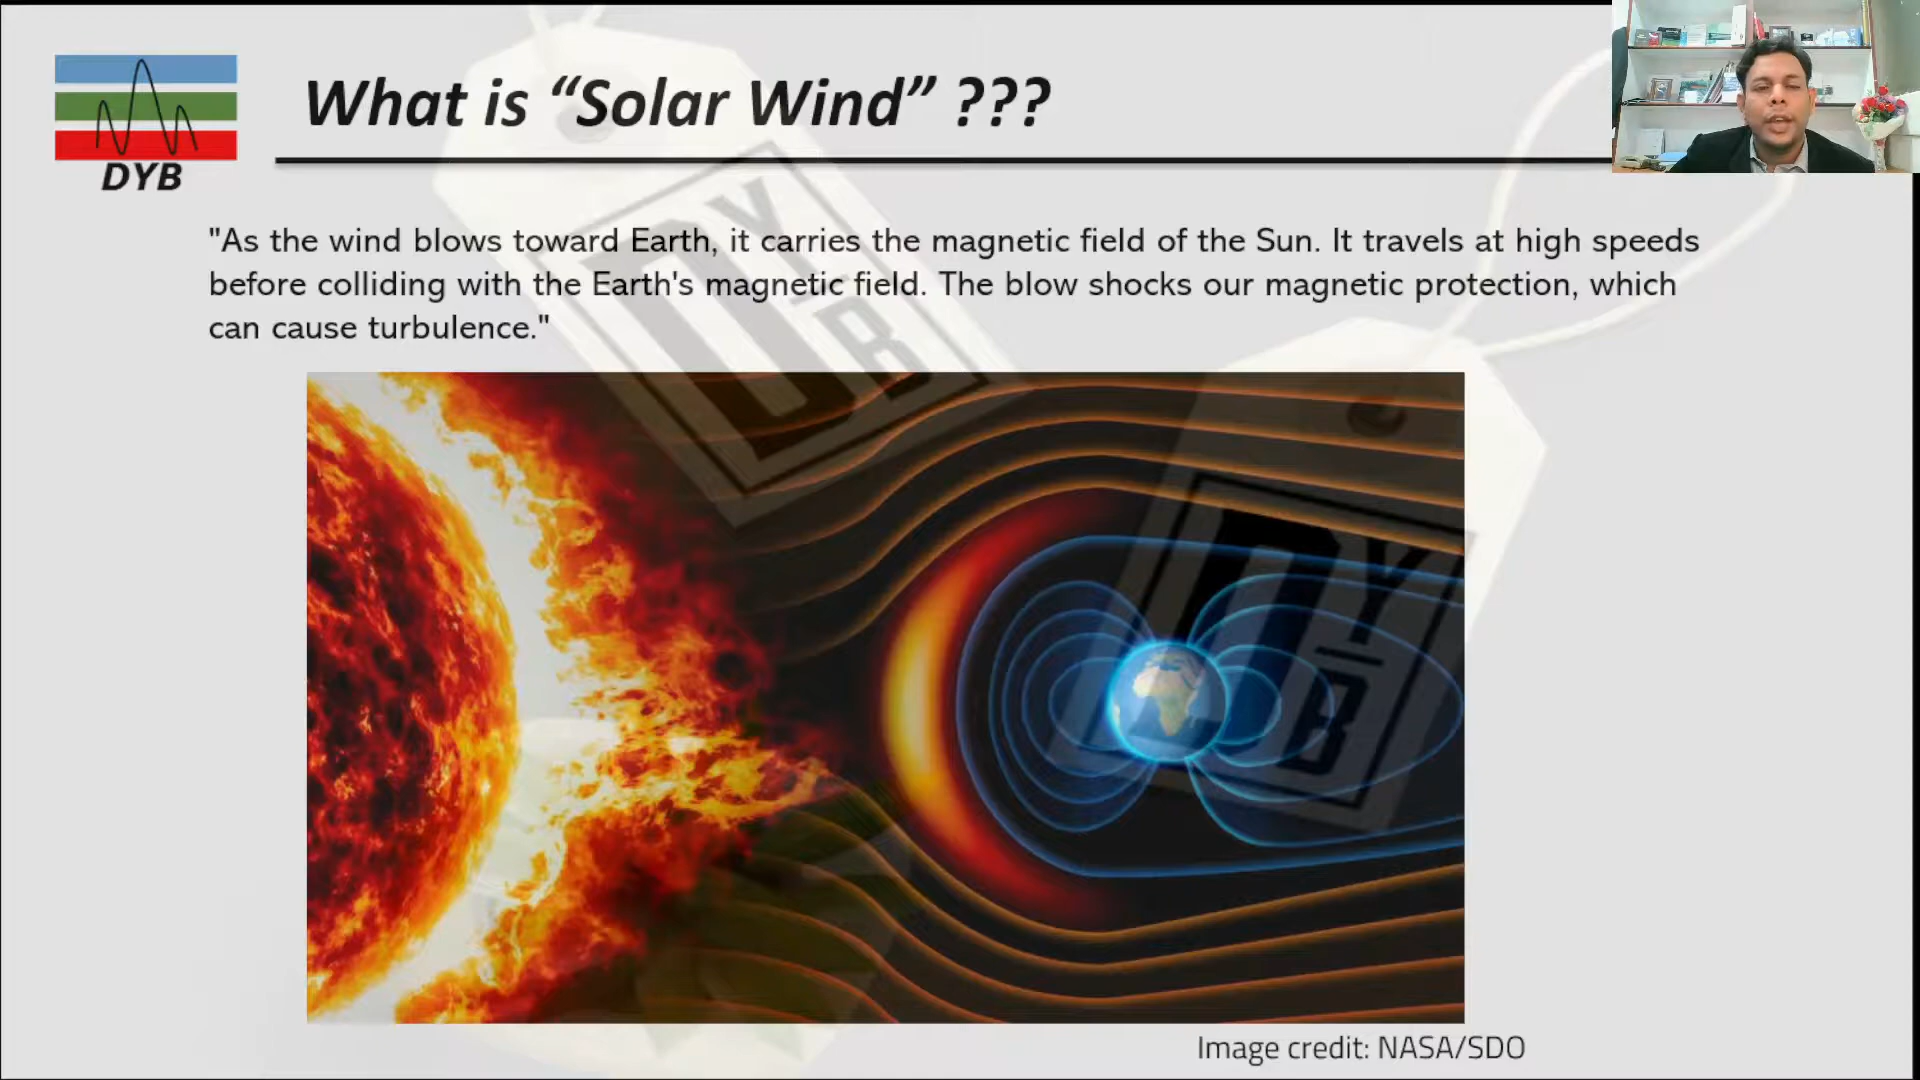 What is “Solar Wind” ???
DYB
"As the wind blows toward Earth, it carries the magnetic field of the Sun. It travels at high speeds
before colliding with the Earth's magnetic field. The blow shocks our magnetic protection, which
can cause turbulence."
DYB
DYB
Image credit: NASA/SDO